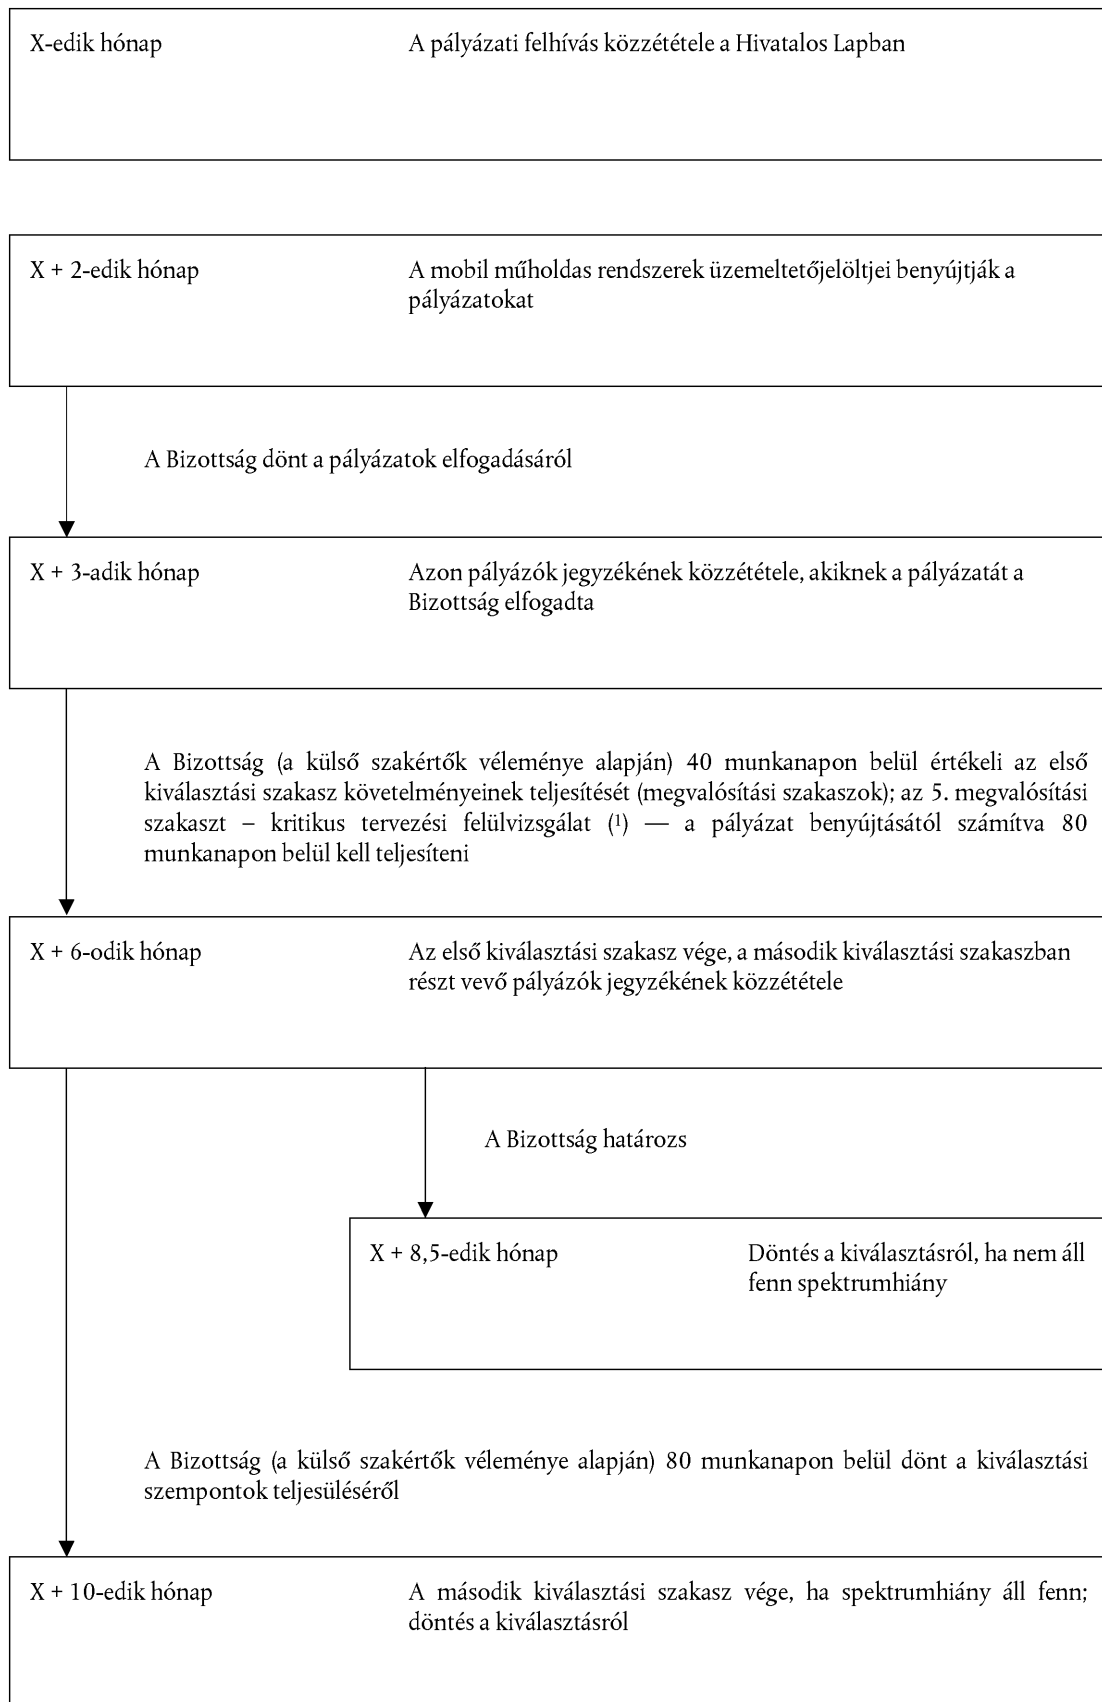 X-edik hónap A pályázati felhívás közzététele a Hivatalos Lapban
X + 2-edik hónap A mobil műholdas rendszerek üzemeltetőjelöltjei benyújtják a
pályázatokat
A Bizottság dönt a pályázatok elfogadásáról
X + 3-adik hónap Azon pályázók jegyzékének közzététele, akiknek a pályázatát a
Bizottság elfogadta
A Bizottság (a külső szakértők véleménye alapján) 40 munkanapon belül értékeli az első
kiválasztási szakasz követelményeinek teljesítését (megvalósítási szakaszok); az 5. megvalósítási
szakaszt – kritikus tervezési felülvizsgálat (¹) — a pályázat benyújtásától számítva 80
munkanapon belül kell teljesíteni
X + 6-odik hónap Az első kiválasztási szakasz vége, a második kiválasztási szakaszban
részt vevő pályázók jegyzékének közzététele
A Bizottság határozs
X + 8,5-edik hónap Döntés a kiválasztásról, ha nem áll
fenn spektrumhiány
A Bizottság (a külső szakértők véleménye alapján) 80 munkanapon belül dönt a kiválasztási
szempontok teljesüléséről
X + 10-edik hónap A második kiválasztási szakasz vége, ha spektrumhiány áll fenn;
döntés a kiválasztásról